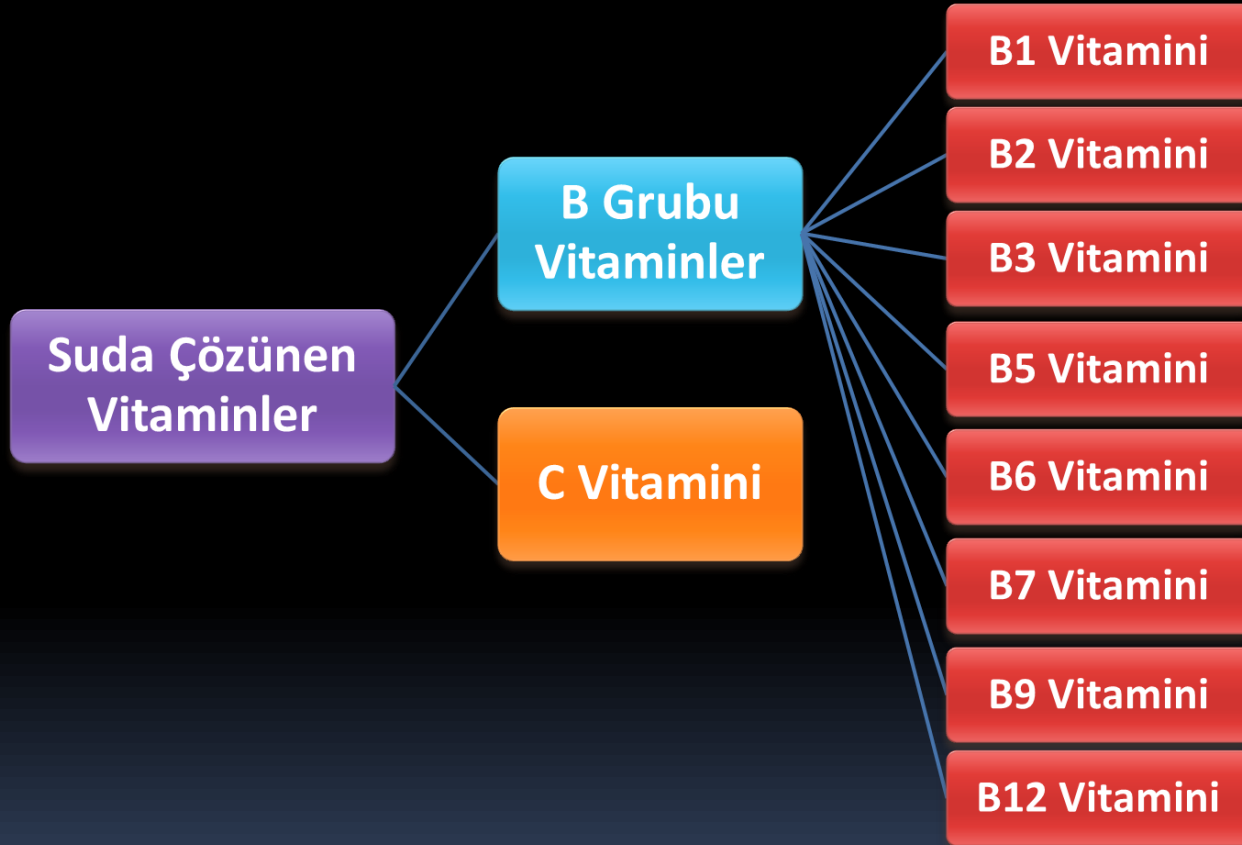 Suda Çözünen
Vitaminler
B Grubu
Vitaminler
C Vitamini
B1 Vitamini
B2 Vitamini
B3 Vitamini
B5 Vitamini
B6 Vitamini
B7 Vitamini
B9 Vitamini
B12 Vitamini